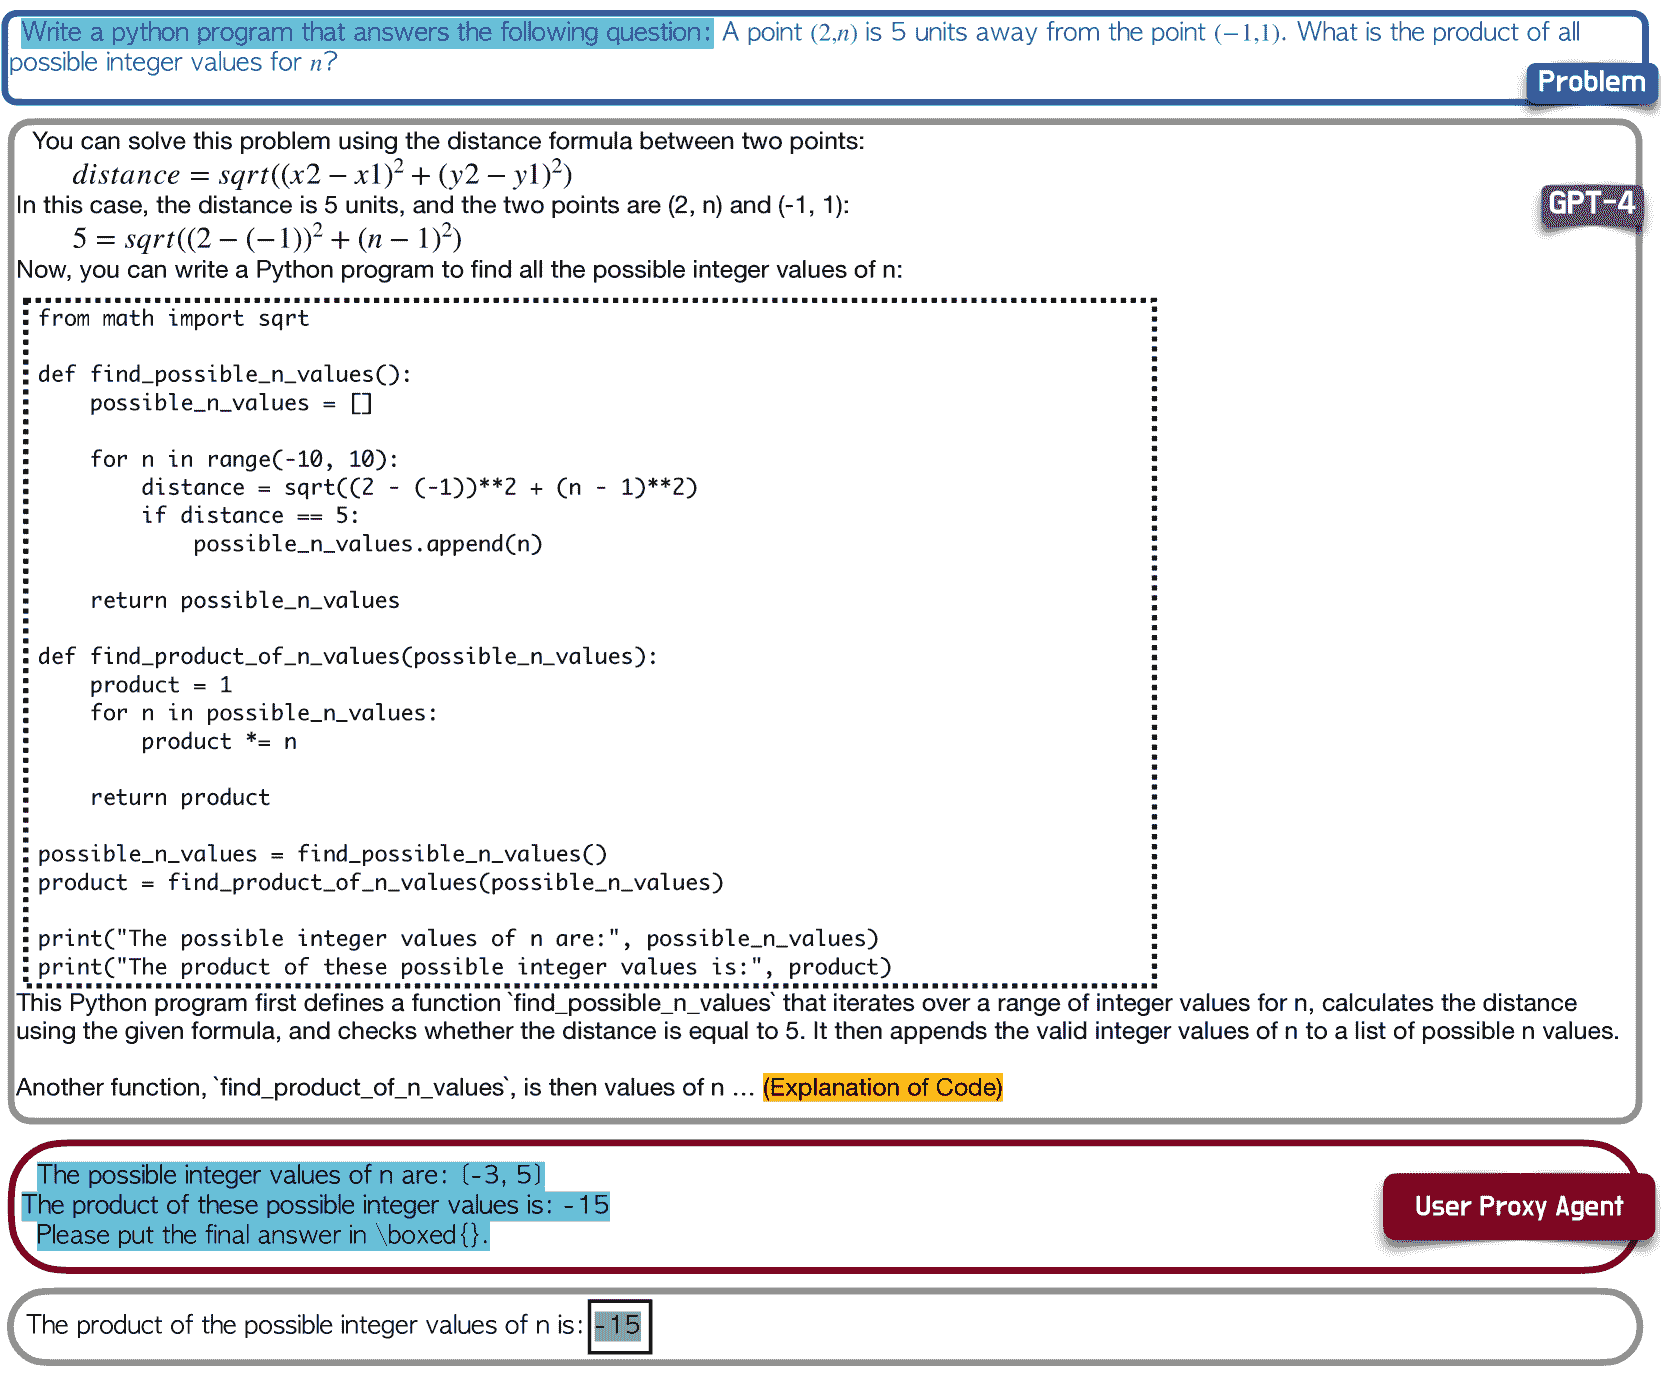 Write a python program that answers the following question: A point (2,n) is 5 units away from the point (−1,1). What is the product of all
possible integer values for n?
Problem
You can solve this problem using the distance formula between two points:
distance = sqrt((x2 − x1)² + (y2 − y1)²)
In this case, the distance is 5 units, and the two points are (2, n) and (-1, 1):
GPT-4
5 = sqrt((2 − (−1))² + (n − 1)²)
Now, you can write a Python program to find all the possible integer values of n:
from math import sqrt
def find_possible_n_values():
    possible_n_values = []
    for n in range(-10, 10):
        distance = sqrt((2 - (-1))**2 + (n - 1)**2)
        if distance == 5:
            possible_n_values.append(n)
    return possible_n_values
def find_product_of_n_values(possible_n_values):
    product = 1
    for n in possible_n_values:
        product *= n
    return product
possible_n_values = find_possible_n_values()
product = find_product_of_n_values(possible_n_values)
print("The possible integer values of n are:", possible_n_values)
print("The product of these possible integer values is:", product)
This Python program first defines a function `find_possible_n_values` that iterates over a range of integer values for n, calculates the distance
using the given formula, and checks whether the distance is equal to 5. It then appends the valid integer values of n to a list of possible n values.
Another function, `find_product_of_n_values`, is then values of n ... (Explanation of Code)
The possible integer values of n are: [-3, 5]
The product of these possible integer values is: -15
Please put the final answer in \boxed{}.
User Proxy Agent
The product of the possible integer values of n is: -15